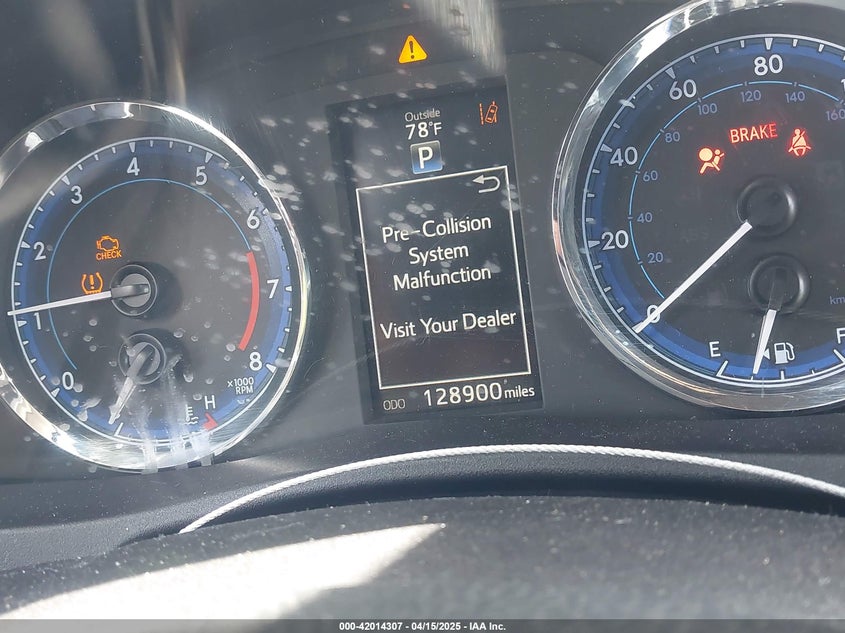 Outside
78°F
P
Pre-Collision
System
Malfunction
Visit Your Dealer
ODO 128900 miles
CHECK
0
1
2
3
4
5
6
7
8
×1000
RPM
H
BRAKE
0
20
40
60
80
20
40
60
80
100
120
140
160
km
E
F
000-42014307 - 04/15/2025 - IAA Inc.